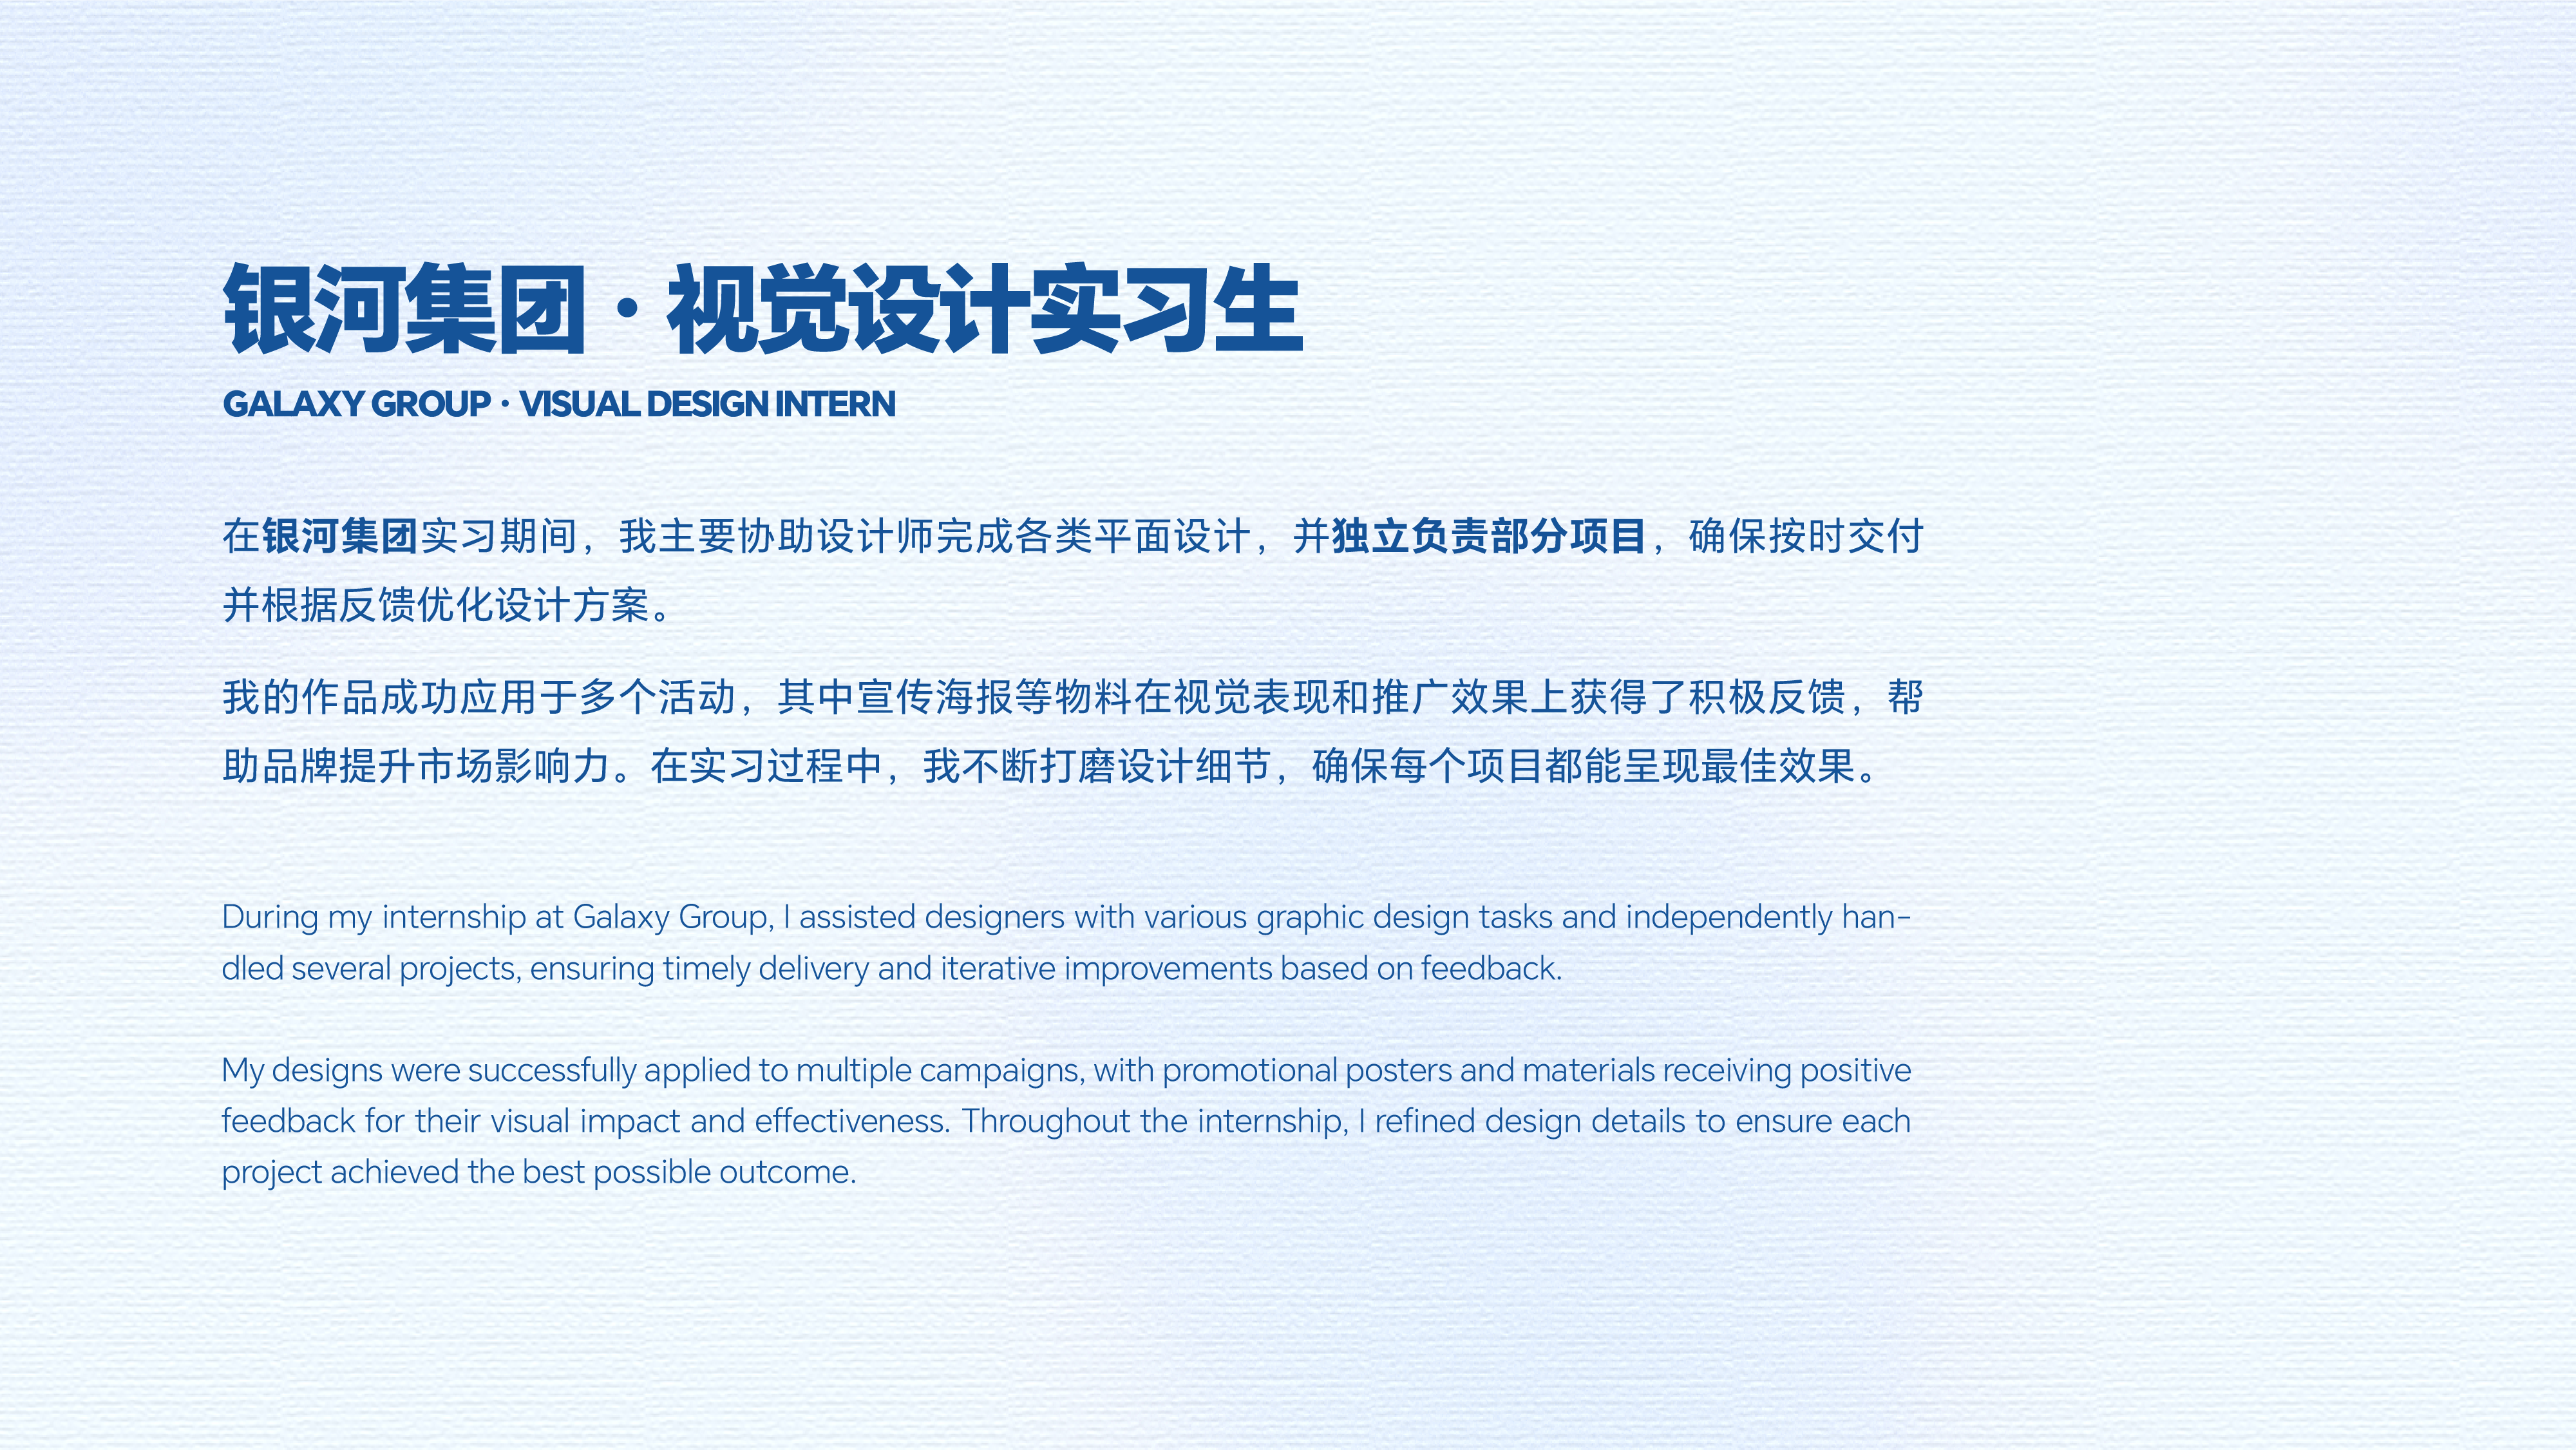 银河集团·视觉设计实习生
GALAXY GROUP · VISUAL DESIGN INTERN
在银河集团实习期间，我主要协助设计师完成各类平面设计，并独立负责部分项目，确保按时交付
并根据反馈优化设计方案。
我的作品成功应用于多个活动，其中宣传海报等物料在视觉表现和推广效果上获得了积极反馈，帮
助品牌提升市场影响力。在实习过程中，我不断打磨设计细节，确保每个项目都能呈现最佳效果。
During my internship at Galaxy Group, I assisted designers with various graphic design tasks and independently han-
dled several projects, ensuring timely delivery and iterative improvements based on feedback.
My designs were successfully applied to multiple campaigns, with promotional posters and materials receiving positive
feedback for their visual impact and effectiveness. Throughout the internship, I refined design details to ensure each
project achieved the best possible outcome.